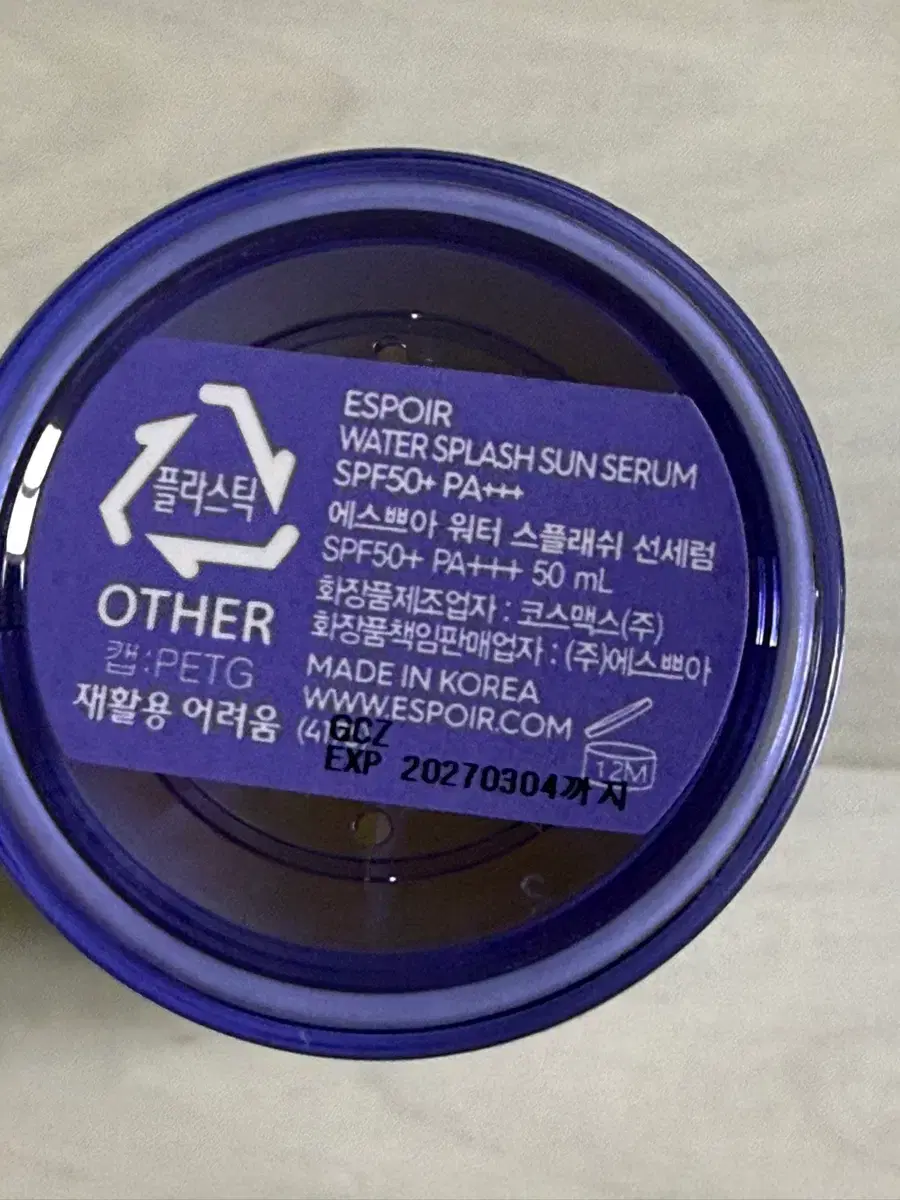 플라스틱
OTHER
캡:PETG
재활용 어려움
ESPOIR
WATER SPLASH SUN SERUM
SPF50+ PA+++
에스쁘아 워터 스플래쉬 선세럼
SPF50+ PA+++ 50 mL
화장품제조업자 : 코스맥스(주)
화장품책임판매업자 : (주)에스쁘아
MADE IN KOREA
WWW.ESPOIR.COM
GCZ
EXP 20270304까지
12M